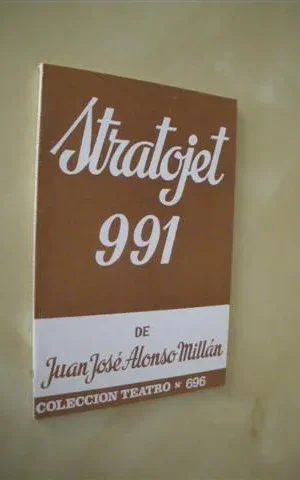 Stratojet
991
DE
Juan José Alonso Millán
COLECCION TEATRO Nº 696